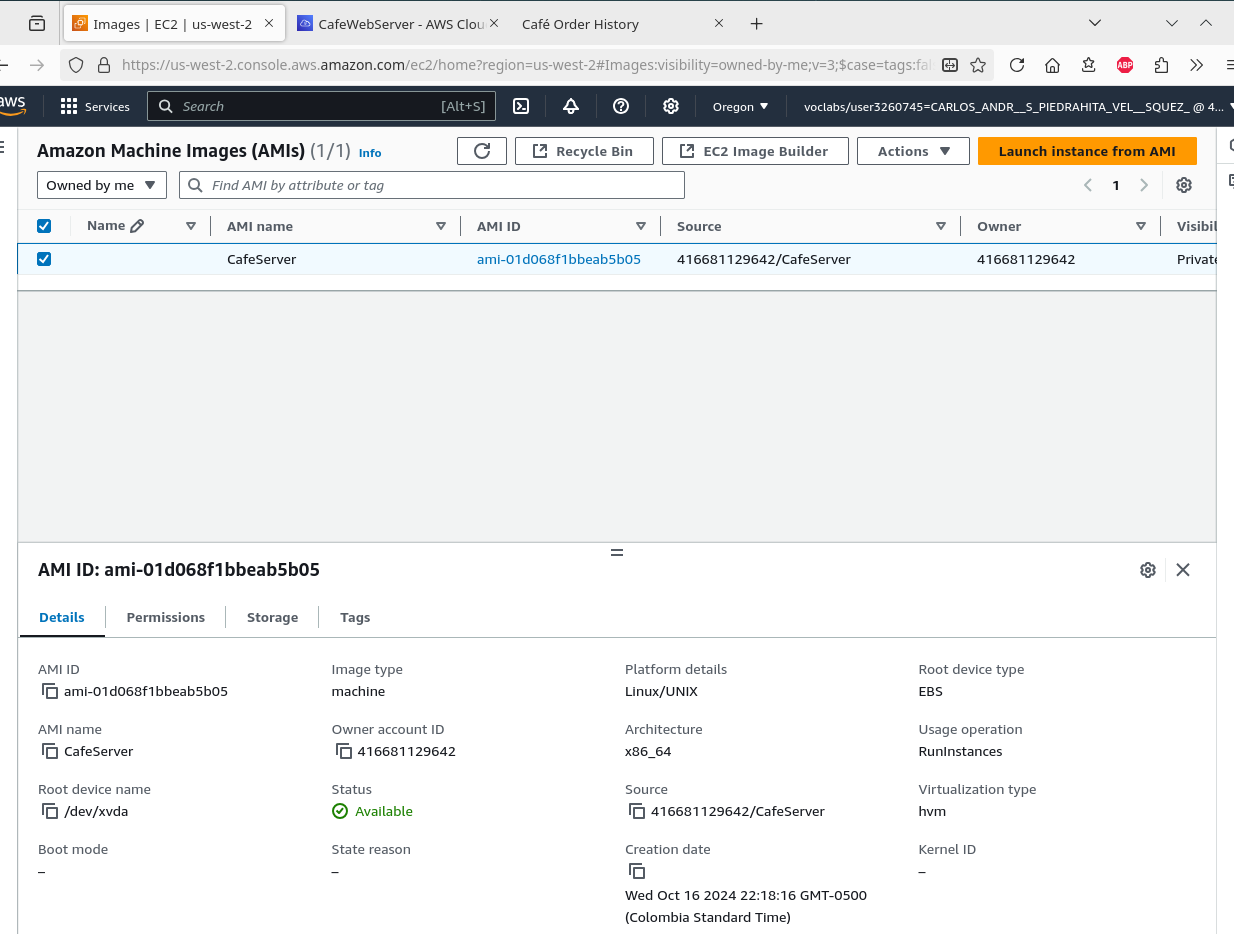 Images | EC2 | us-west-2
CafeWebServer - AWS Clou
Café Order History
https://us-west-2.console.aws.amazon.com/ec2/home?region=us-west-2#Images:visibility=owned-by-me;v=3;$case=tags:fal
ABP
aws
Services
Search
[Alt+S]
Oregon
voclabs/user3260745=CARLOS_ANDR__S_PIEDRAHITA_VEL__SQUEZ_ @ 4...
Amazon Machine Images (AMIs) (1/1) Info
Recycle Bin
EC2 Image Builder
Actions
Launch instance from AMI
Owned by me
Find AMI by attribute or tag
1
Name
AMI name
AMI ID
Source
Owner
Visibil
CafeServer
ami-01d068f1bbeab5b05
416681129642/CafeServer
416681129642
Private
AMI ID: ami-01d068f1bbeab5b05
Details
Permissions
Storage
Tags
AMI ID
ami-01d068f1bbeab5b05
Image type
machine
Platform details
Linux/UNIX
Root device type
EBS
AMI name
CafeServer
Owner account ID
416681129642
Architecture
x86_64
Usage operation
RunInstances
Root device name
/dev/xvda
Status
Available
Source
416681129642/CafeServer
Virtualization type
hvm
Boot mode
–
State reason
–
Creation date
Wed Oct 16 2024 22:18:16 GMT-0500
(Colombia Standard Time)
Kernel ID
–